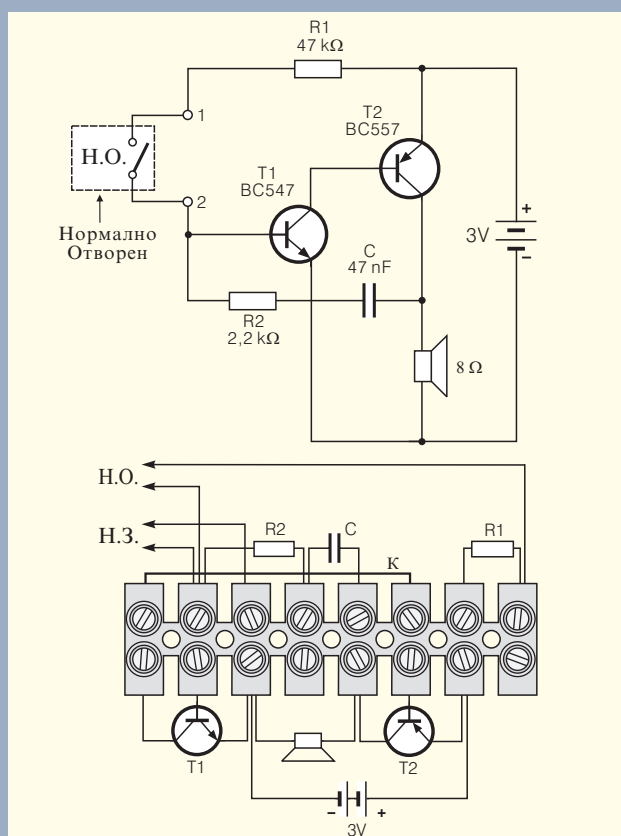 R1
47 kΩ
T2
BC557
1
Н.О.
T1
BC547
2
+
3V
−
Нормално
Отворен
C
47 nF
R2
2,2 kΩ
8 Ω
Н.О.
Н.З.
R2
C
R1
К
T1
T2
−
+
3V